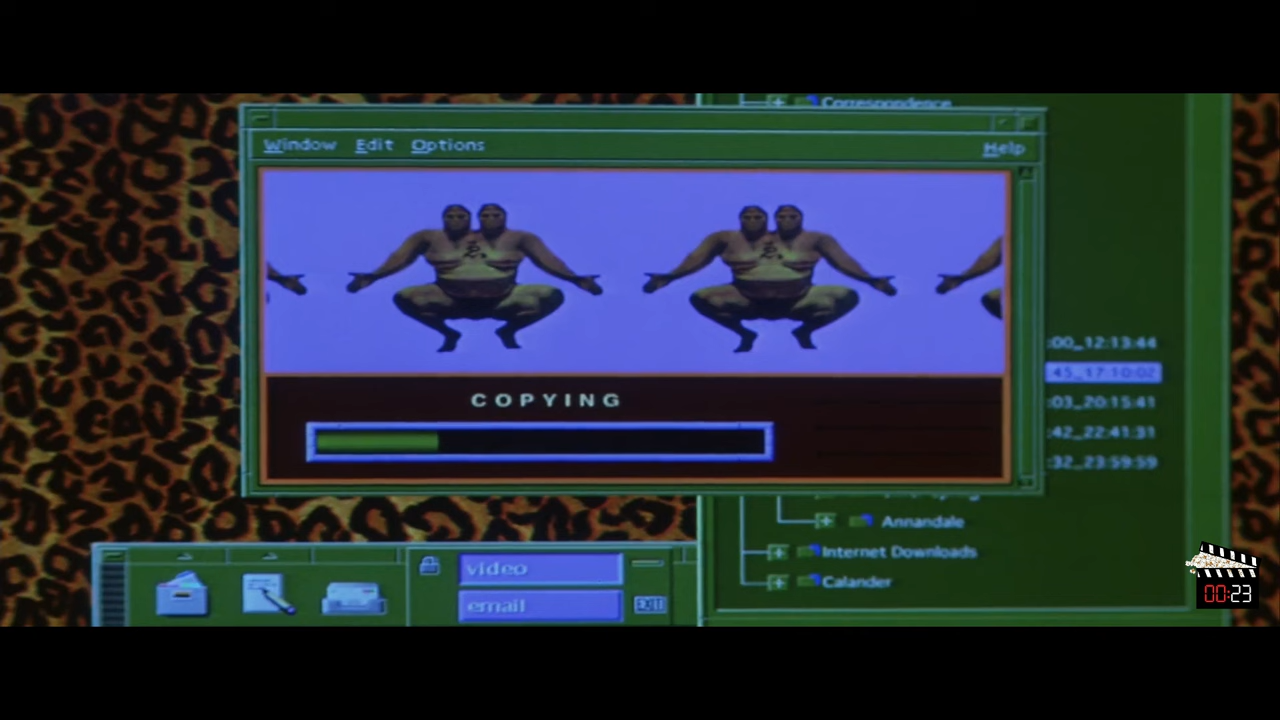 Correspondence
Window Edit Options Help
:00_12:13:44
:45_17:10:02
COPYING
:03_20:15:41
:42_22:41:31
:32_23:59:59
Annandale
Internet Downloads
Calander
video
email
EXIT
00:23